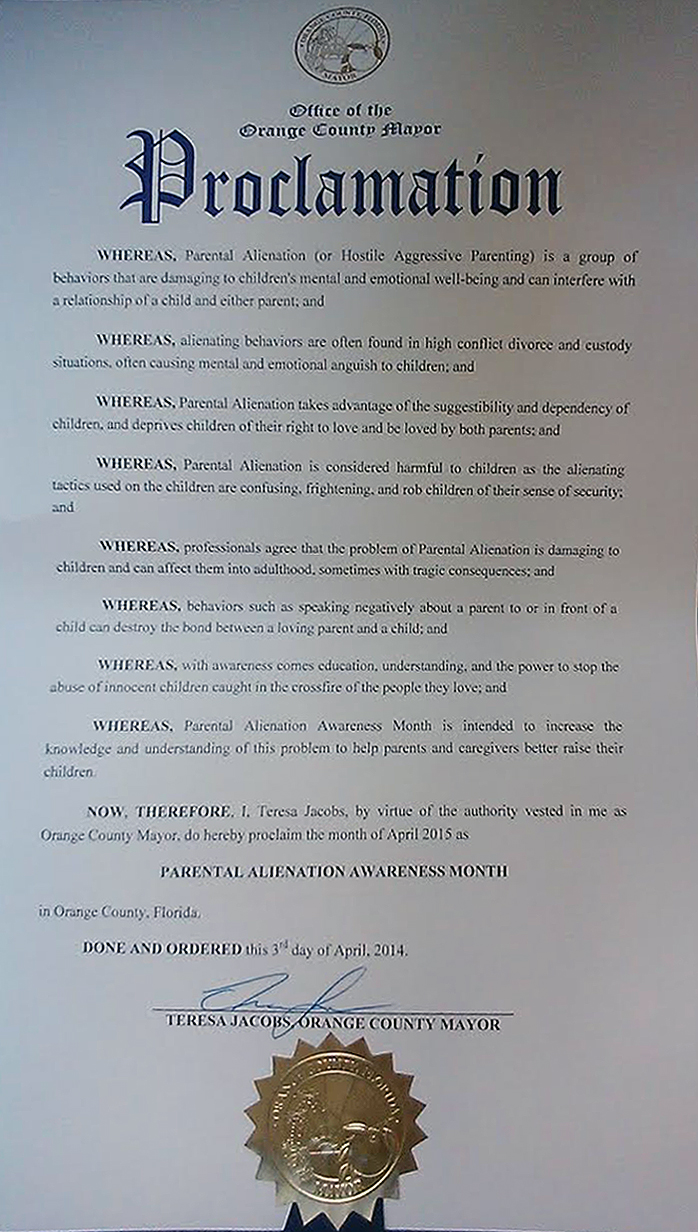 ORANGE COUNTY FLORIDA
MAYOR
Office of the
Orange County Mayor
Proclamation
WHEREAS, Parental Alienation (or Hostile Aggressive Parenting) is a group of
behaviors that are damaging to children's mental and emotional well-being and can interfere with
a relationship of a child and either parent; and
WHEREAS, alienating behaviors are often found in high conflict divorce and custody
situations, often causing mental and emotional anguish to children; and
WHEREAS, Parental Alienation takes advantage of the suggestibility and dependency of
children, and deprives children of their right to love and be loved by both parents; and
WHEREAS, Parental Alienation is considered harmful to children as the alienating
tactics used on the children are confusing, frightening, and rob children of their sense of security;
and
WHEREAS, professionals agree that the problem of Parental Alienation is damaging to
children and can affect them into adulthood, sometimes with tragic consequences; and
WHEREAS, behaviors such as speaking negatively about a parent to or in front of a
child can destroy the bond between a loving parent and a child; and
WHEREAS, with awareness comes education, understanding, and the power to stop the
abuse of innocent children caught in the crossfire of the people they love; and
WHEREAS, Parental Alienation Awareness Month is intended to increase the
knowledge and understanding of this problem to help parents and caregivers better raise their
children.
NOW, THEREFORE, I, Teresa Jacobs, by virtue of the authority vested in me as
Orange County Mayor, do hereby proclaim the month of April 2015 as
PARENTAL ALIENATION AWARENESS MONTH
in Orange County, Florida.
DONE AND ORDERED this 3rd day of April, 2014.
TERESA JACOBS, ORANGE COUNTY MAYOR
ORANGE COUNTY FLORIDA
MAYOR